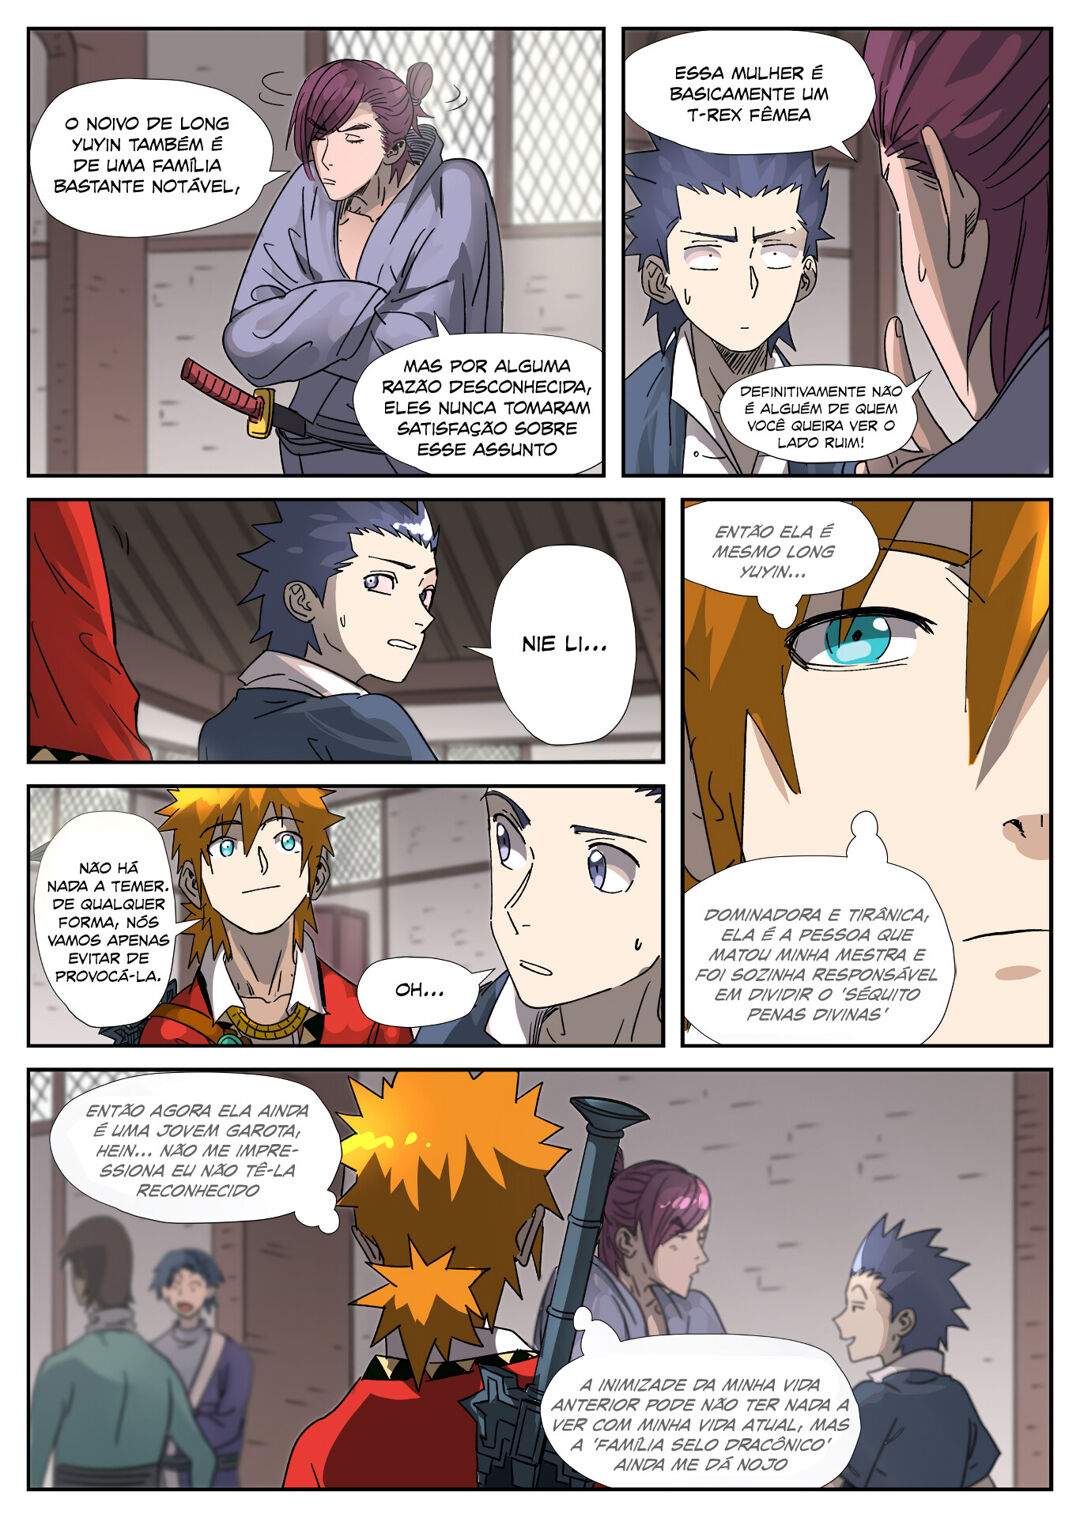 O NOIVO DE LONG
YUYIN TAMBÉM É
DE UMA FAMÍLIA
BASTANTE NOTÁVEL,
MAS POR ALGUMA
RAZÃO DESCONHECIDA,
ELES NUNCA TOMARAM
SATISFAÇÃO SOBRE
ESSE ASSUNTO
ESSA MULHER É
BASICAMENTE UM
T-REX FÊMEA
DEFINITIVAMENTE NÃO
É ALGUÉM DE QUEM
VOCÊ QUEIRA VER O
LADO RUIM!
NIE LI...
ENTÃO ELA É
MESMO LONG
YUYIN...
DOMINADORA E TIRÂNICA,
ELA É A PESSOA QUE
MATOU MINHA MESTRA E
FOI SOZINHA RESPONSÁVEL
EM DIVIDIR O 'SÉQUITO
PENAS DIVINAS'
NÃO HÁ
NADA A TEMER.
DE QUALQUER
FORMA, NÓS
VAMOS APENAS
EVITAR DE
PROVOCÁ-LA.
OH...
ENTÃO AGORA ELA AINDA
É UMA JOVEM GAROTA,
HEIN... NÃO ME IMPRE-
SSIONA EU NÃO TÊ-LA
RECONHECIDO
A INIMIZADE DA MINHA VIDA
ANTERIOR PODE NÃO TER NADA A
VER COM MINHA VIDA ATUAL, MAS
A 'FAMÍLIA SELO DRACÔNICO'
AINDA ME DÁ NOJO